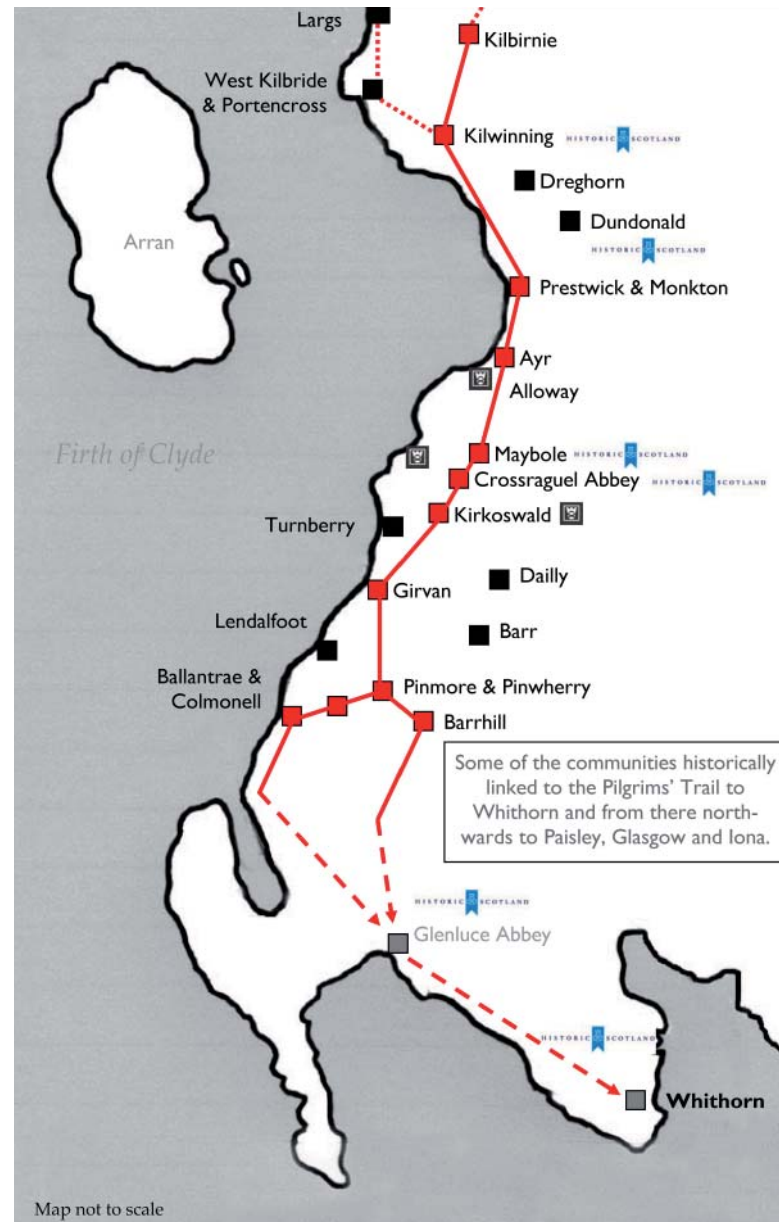 Largs
Kilbirnie
West Kilbride
& Portencross
Kilwinning
HISTORIC SCOTLAND
Dreghorn
Dundonald
HISTORIC SCOTLAND
Arran
Prestwick & Monkton
Ayr
Alloway
Firth of Clyde
Maybole
HISTORIC SCOTLAND
Crossraguel Abbey
HISTORIC SCOTLAND
Kirkoswald
Turnberry
Dailly
Girvan
Lendalfoot
Barr
Ballantrae &
Colmonell
Pinmore & Pinwherry
Barrhill
Some of the communities historically
linked to the Pilgrims’ Trail to
Whithorn and from there north-
wards to Paisley, Glasgow and Iona.
HISTORIC SCOTLAND
Glenluce Abbey
HISTORIC SCOTLAND
Whithorn
Map not to scale